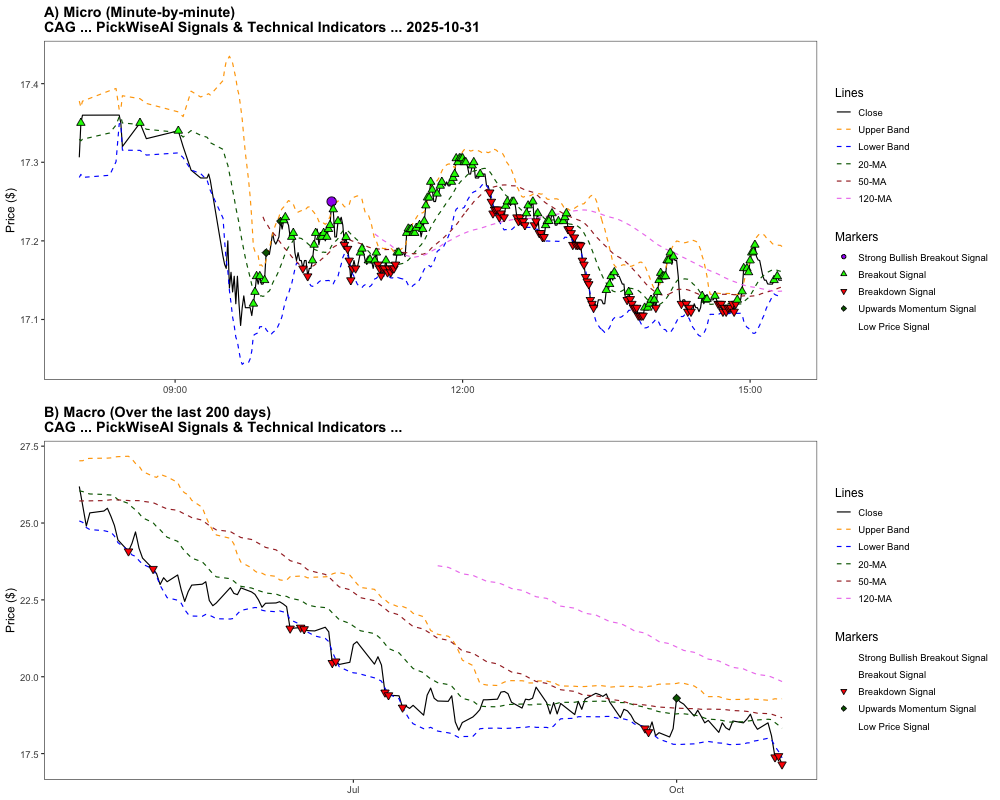 A) Micro (Minute-by-minute)
CAG ... PickWiseAI Signals & Technical Indicators ... 2025-10-31
17.4
17.3
17.2
17.1
Price ($)
09:00
12:00
15:00
Lines
Close
Upper Band
Lower Band
20-MA
50-MA
120-MA
Markers
Strong Bullish Breakout Signal
Breakout Signal
Breakdown Signal
Upwards Momentum Signal
Low Price Signal
B) Macro (Over the last 200 days)
CAG ... PickWiseAI Signals & Technical Indicators ...
27.5
25.0
22.5
20.0
17.5
Price ($)
Jul
Oct
Lines
Close
Upper Band
Lower Band
20-MA
50-MA
120-MA
Markers
Strong Bullish Breakout Signal
Breakout Signal
Breakdown Signal
Upwards Momentum Signal
Low Price Signal